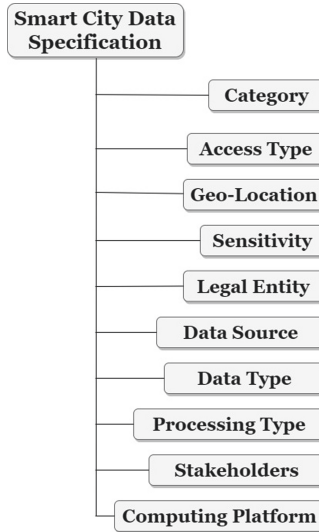 Smart City Data
Specification
Category
Access Type
Geo-Location
Sensitivity
Legal Entity
Data Source
Data Type
Processing Type
Stakeholders
Computing Platform